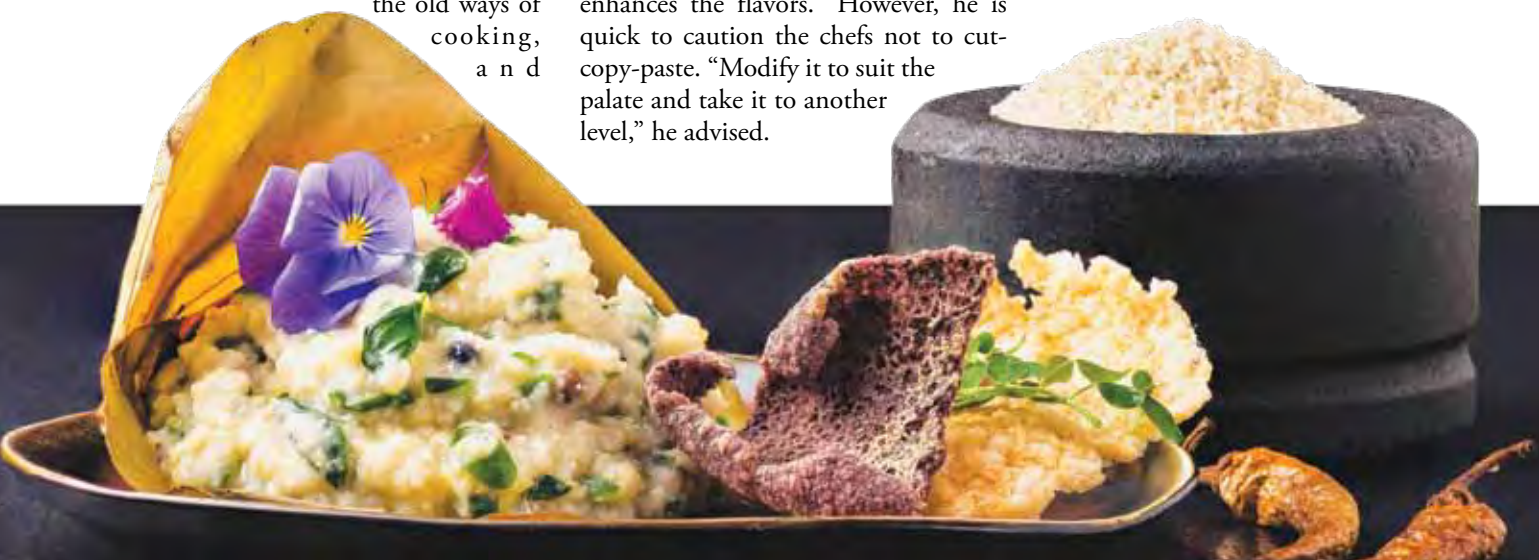 the old ways of
cooking,
and
enhances the flavors. However, he is
quick to caution the chefs not to cut-
copy-paste. “Modify it to suit the
palate and take it to another
level,” he advised.